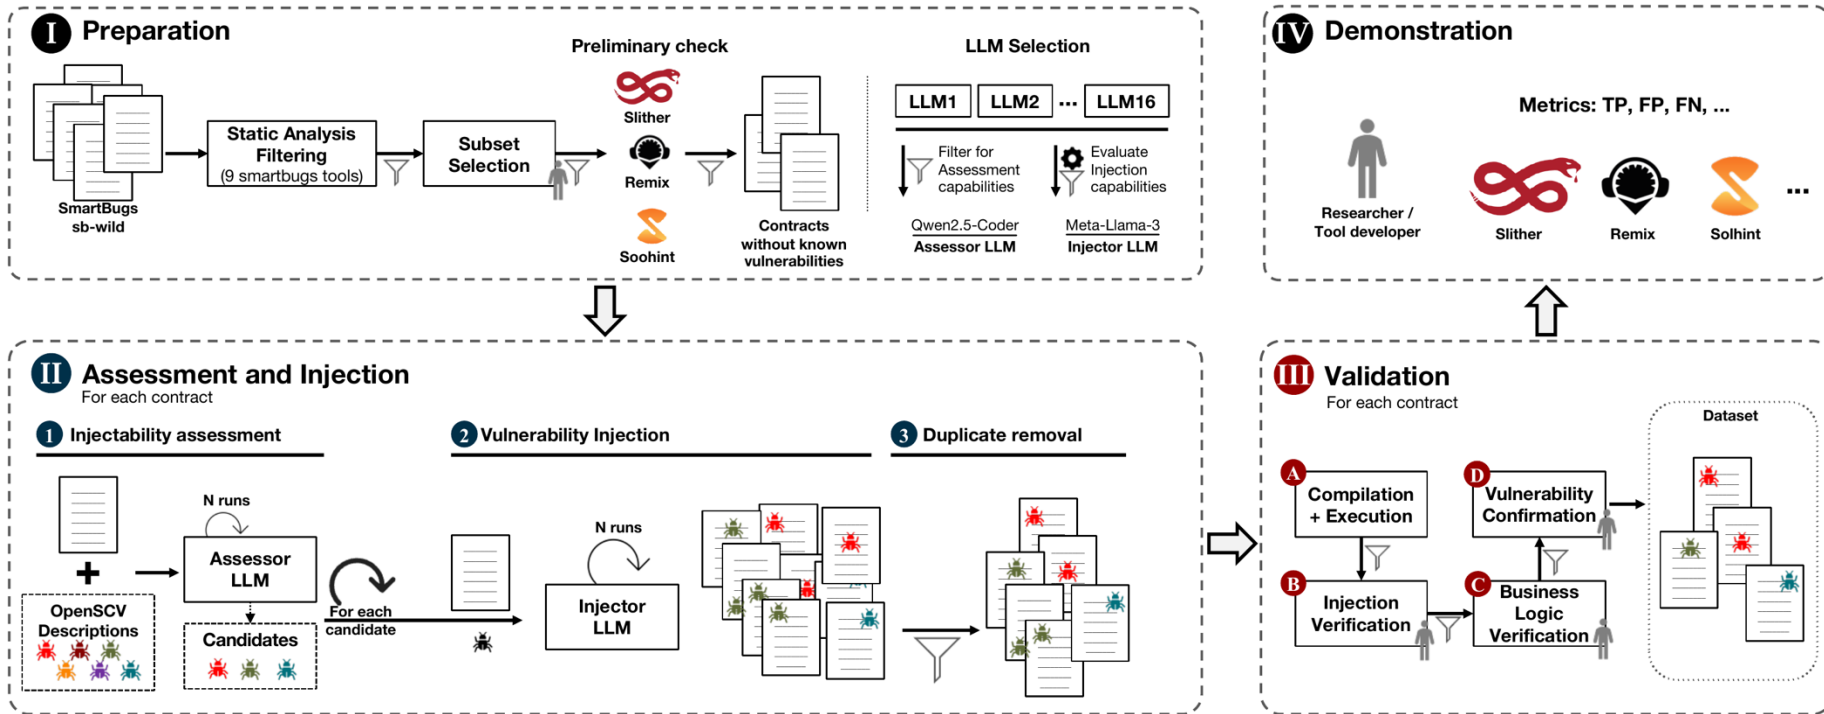 I Preparation
SmartBugs
sb-wild
Static Analysis
Filtering
(9 smartbugs tools)
Subset
Selection
Preliminary check
Slither
Remix
Soohint
Contracts
without known
vulnerabilities
LLM Selection
LLM1 LLM2 ... LLM16
Filter for
Assessment
capabilities
Evaluate
Injection
capabilities
Qwen2.5-Coder
Assessor LLM
Meta-Llama-3
Injector LLM
IV Demonstration
Metrics: TP, FP, FN, ...
Researcher /
Tool developer
Slither
Remix
Solhint
...
II Assessment and Injection
For each contract
1 Injectability assessment
N runs
Assessor
LLM
+
OpenSCV
Descriptions
Candidates
For each
candidate
2 Vulnerability Injection
N runs
Injector
LLM
3 Duplicate removal
III Validation
For each contract
A
Compilation
+ Execution
B
Injection
Verification
C
Business
Logic
Verification
D
Vulnerability
Confirmation
Dataset